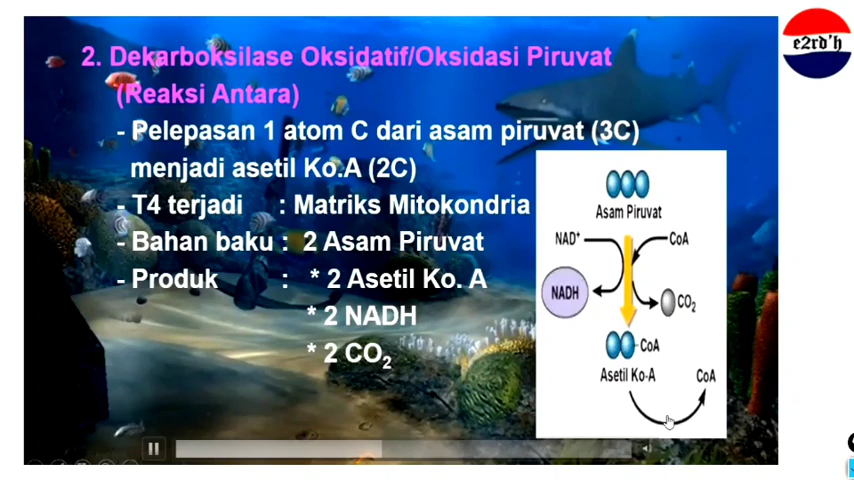 e2rd'h
2. Dekarboksilase Oksidatif/Oksidasi Piruvat
(Reaksi Antara)
- Pelepasan 1 atom C dari asam piruvat (3C)
menjadi asetil Ko.A (2C)
- T4 terjadi : Matriks Mitokondria
- Bahan baku : 2 Asam Piruvat
- Produk : * 2 Asetil Ko. A
* 2 NADH
* 2 CO₂
Asam Piruvat
NAD⁺ CoA
NADH CO₂
CoA
Asetil Ko-A CoA